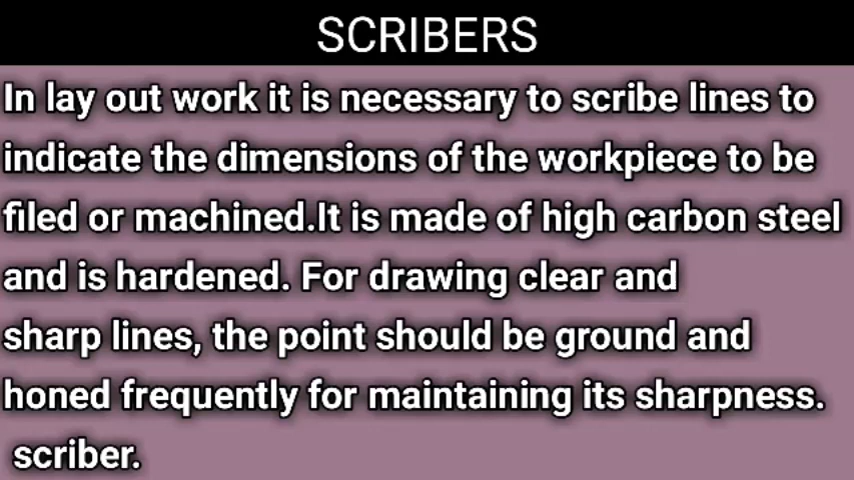 SCRIBERS
In lay out work it is necessary to scribe lines to
indicate the dimensions of the workpiece to be
filed or machined.It is made of high carbon steel
and is hardened. For drawing clear and
sharp lines, the point should be ground and
honed frequently for maintaining its sharpness.
scriber.